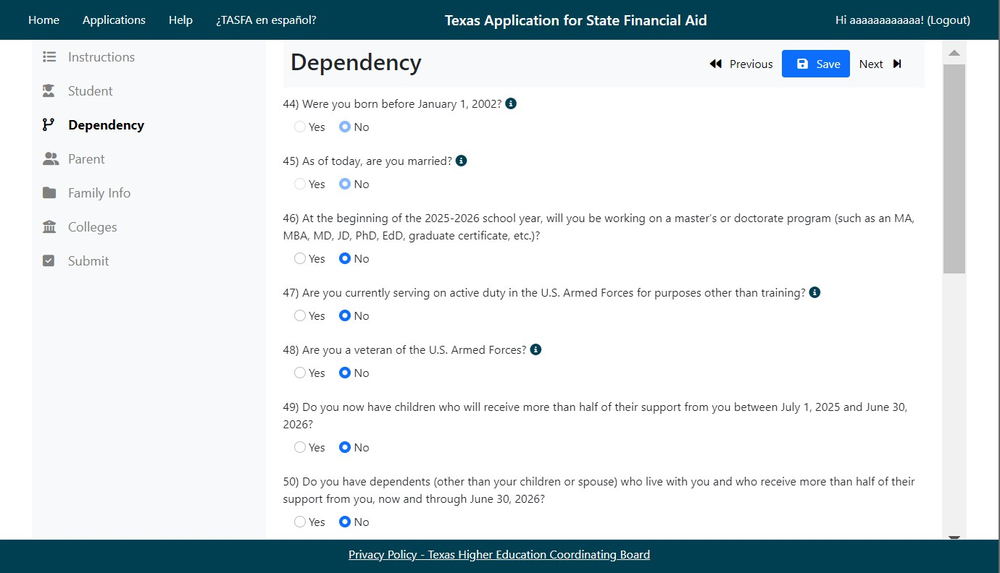 Home Applications Help ¿TASFA en español? Texas Application for State Financial Aid Hi aaaaaaaaaaaa! (Logout)
Instructions
Student
Dependency
Parent
Family Info
Colleges
Submit
Dependency
Previous Save Next
44) Were you born before January 1, 2002?
Yes No
45) As of today, are you married?
Yes No
46) At the beginning of the 2025-2026 school year, will you be working on a master's or doctorate program (such as an MA,
MBA, MD, JD, PhD, EdD, graduate certificate, etc.)?
Yes No
47) Are you currently serving on active duty in the U.S. Armed Forces for purposes other than training?
Yes No
48) Are you a veteran of the U.S. Armed Forces?
Yes No
49) Do you now have children who will receive more than half of their support from you between July 1, 2025 and June 30,
2026?
Yes No
50) Do you have dependents (other than your children or spouse) who live with you and who receive more than half of their
support from you, now and through June 30, 2026?
Yes No
Privacy Policy - Texas Higher Education Coordinating Board